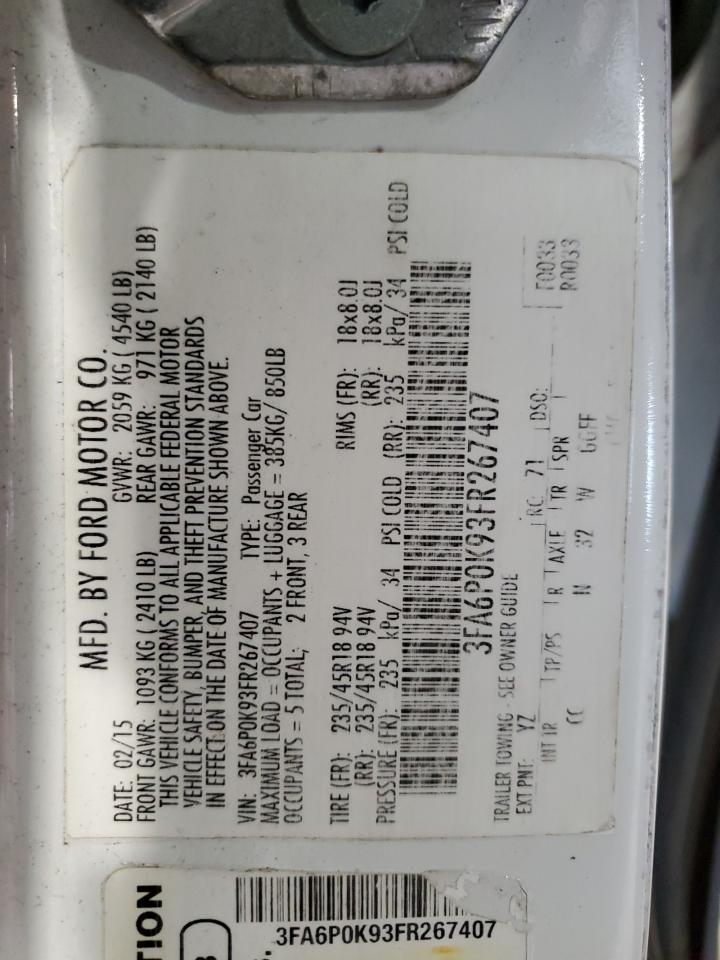 MFD. BY FORD MOTOR CO.
DATE: 02/15 GVWR: 2059 KG ( 4540 LB)
FRONT GAWR: 1093 KG ( 2410 LB) REAR GAWR: 971 KG ( 2140 LB)
THIS VEHICLE CONFORMS TO ALL APPLICABLE FEDERAL MOTOR
VEHICLE SAFETY, BUMPER, AND THEFT PREVENTION STANDARDS
IN EFFECT ON THE DATE OF MANUFACTURE SHOWN ABOVE.
VIN: 3FA6P0K93FR267407 TYPE: Passenger Car
MAXIMUM LOAD = OCCUPANTS + LUGGAGE = 385KG/ 850LB
OCCUPANTS = 5 TOTAL; 2 FRONT, 3 REAR
TIRE (FR): 235/45R18 94V RIMS (FR): 18x8.0J
(RR): 235/45R18 94V (RR): 18x8.0J
PRESSURE (FR): 235 kPa/ 34 PSI COLD (RR): 235 kPa/ 34 PSI COLD
3FA6P0K93FR267407
TRAILER TOWING - SEE OWNER GUIDE
EXT PNT: YZ RC: 71 DSO: F0033
R0033
INT TR TP/PS R AXLE TR SPR
CC N 32 W GGFF
TION
3FA6P0K93FR267407